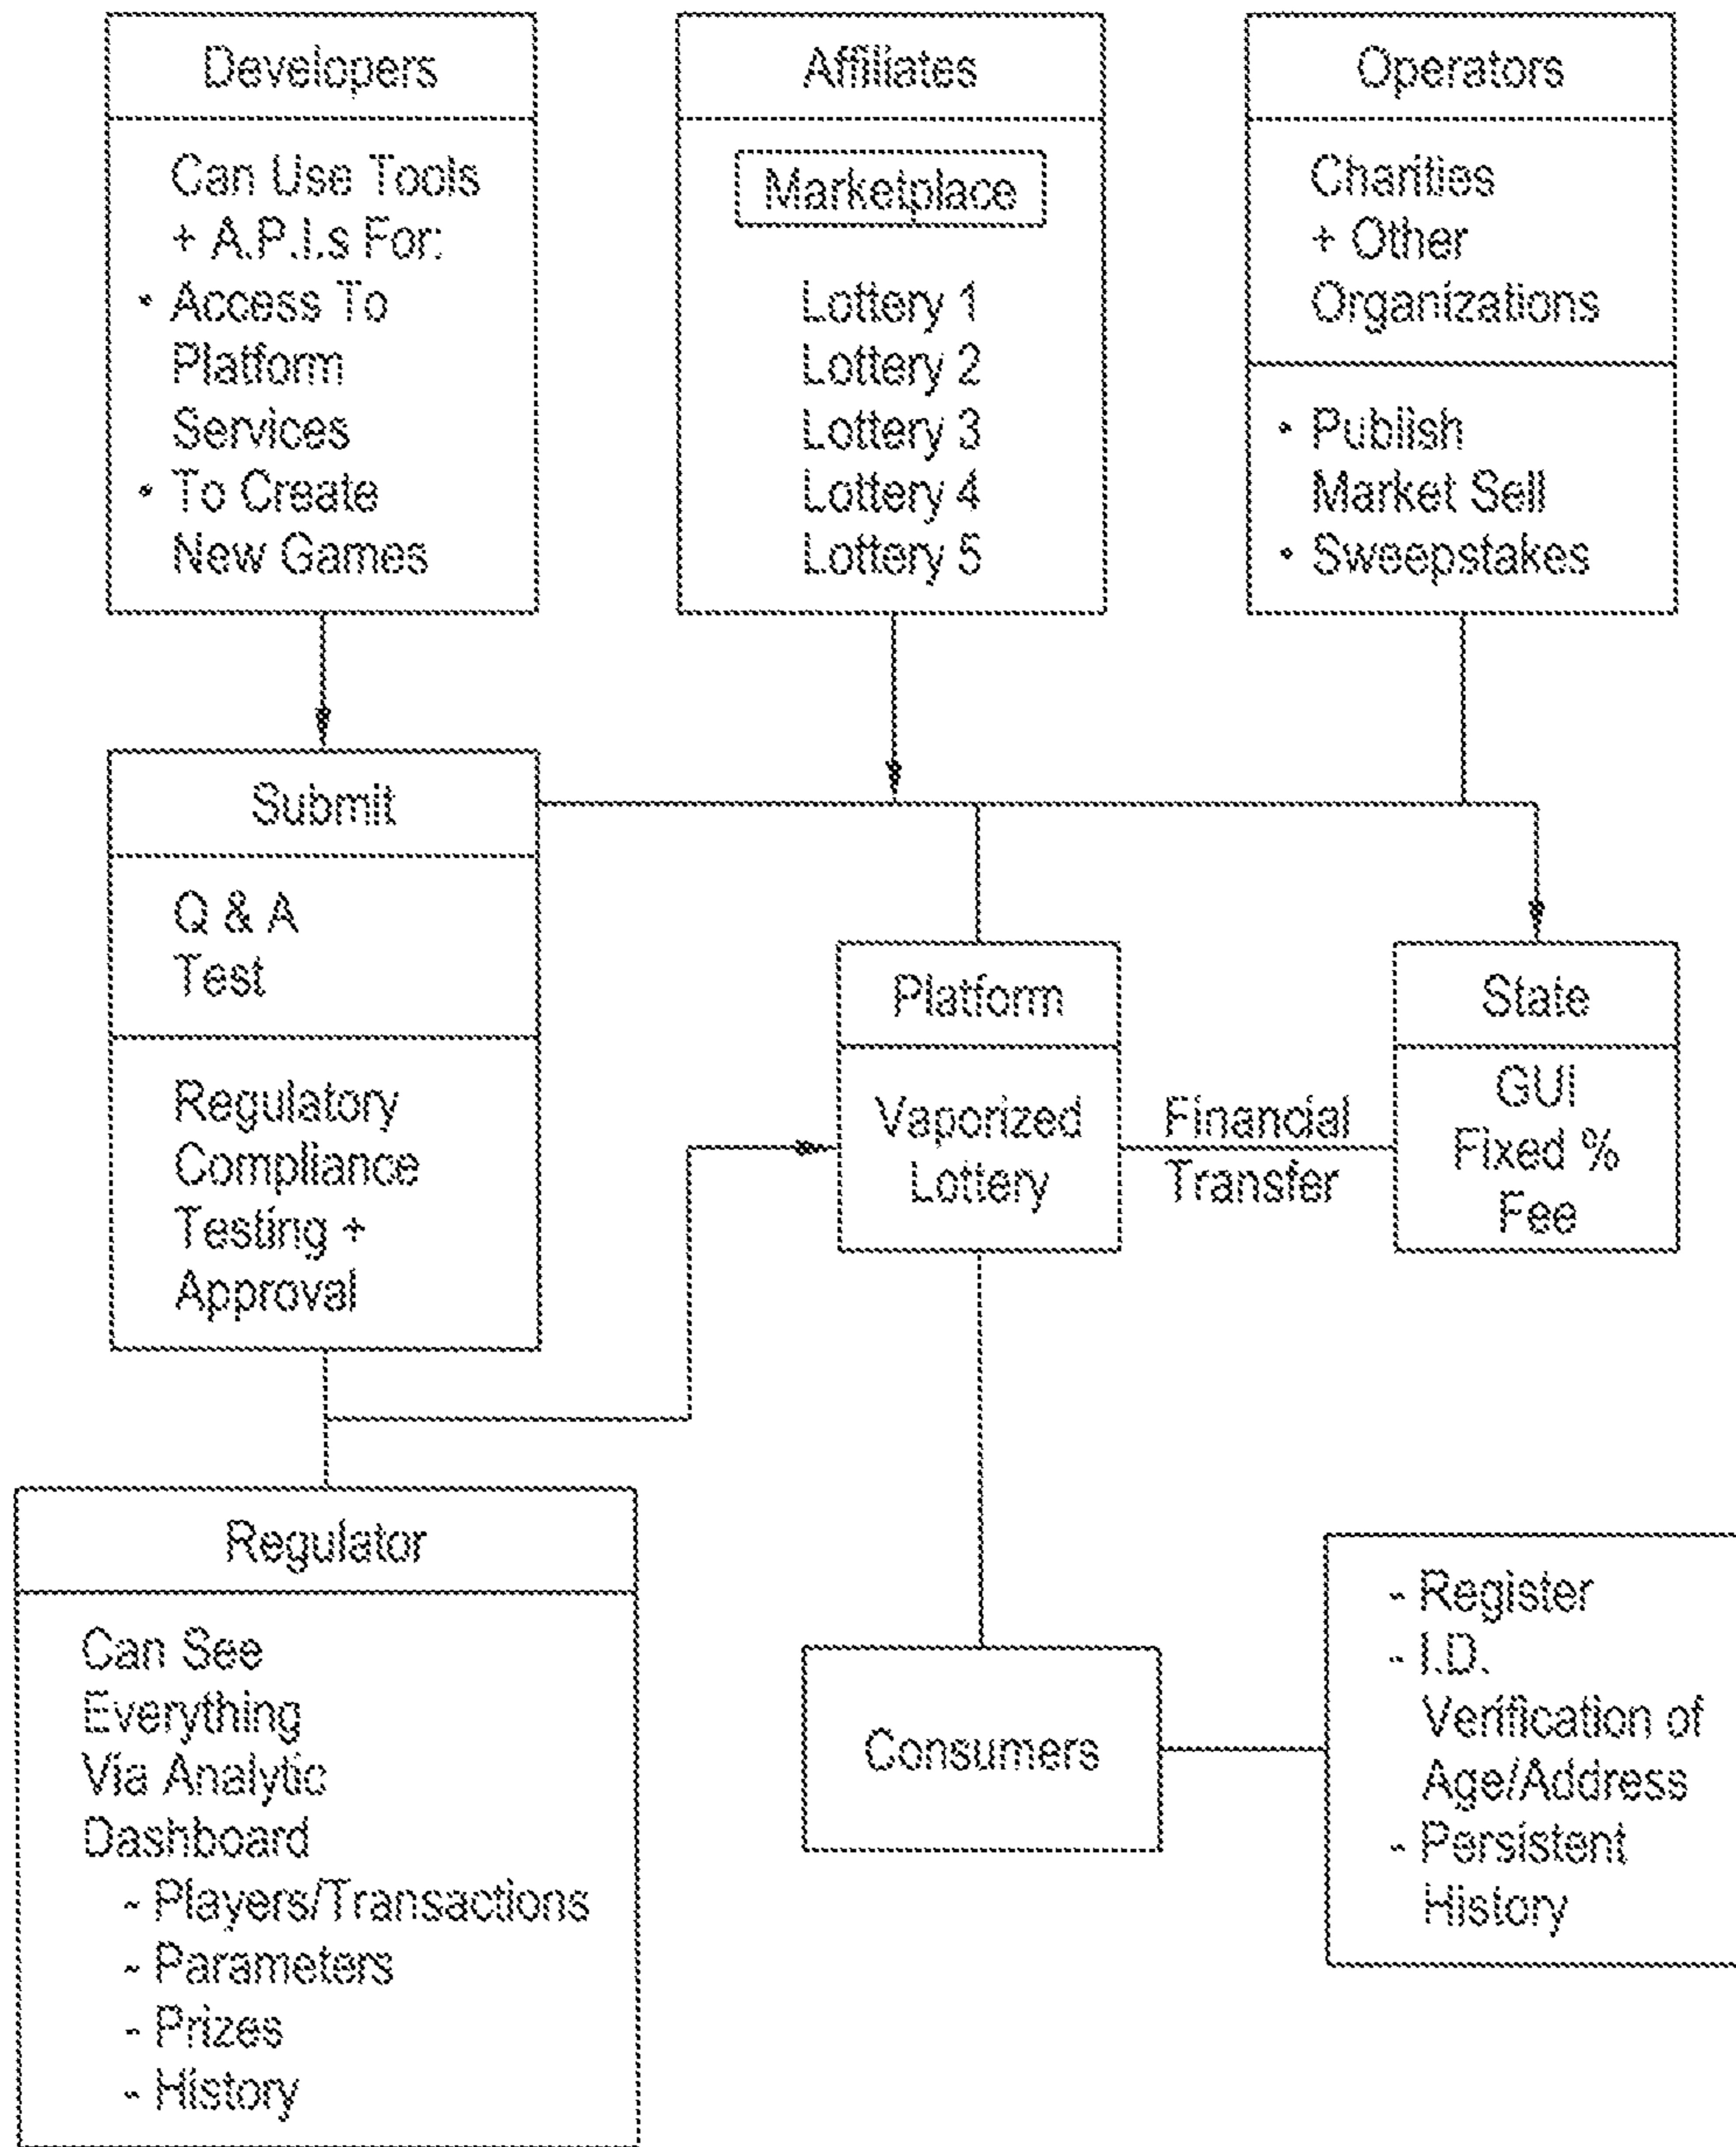 Developers
Can Use Tools
+ A.P.I.s For:
• Access To
Platform
Services
• To Create
New Games
Affiliates
Marketplace
Lottery 1
Lottery 2
Lottery 3
Lottery 4
Lottery 5
Operators
Charities
+ Other
Organizations
• Publish
Market Sell
• Sweepstakes
Submit
Q & A
Test
Regulatory
Compliance
Testing +
Approval
Platform
Vaporized
Lottery
Financial
Transfer
State
GUI
Fixed %
Fee
Regulator
Can See
Everything
Via Analytic
Dashboard
- Players/Transactions
- Parameters
- Prizes
- History
Consumers
- Register
- I.D.
Verification of
Age/Address
- Persistent
History